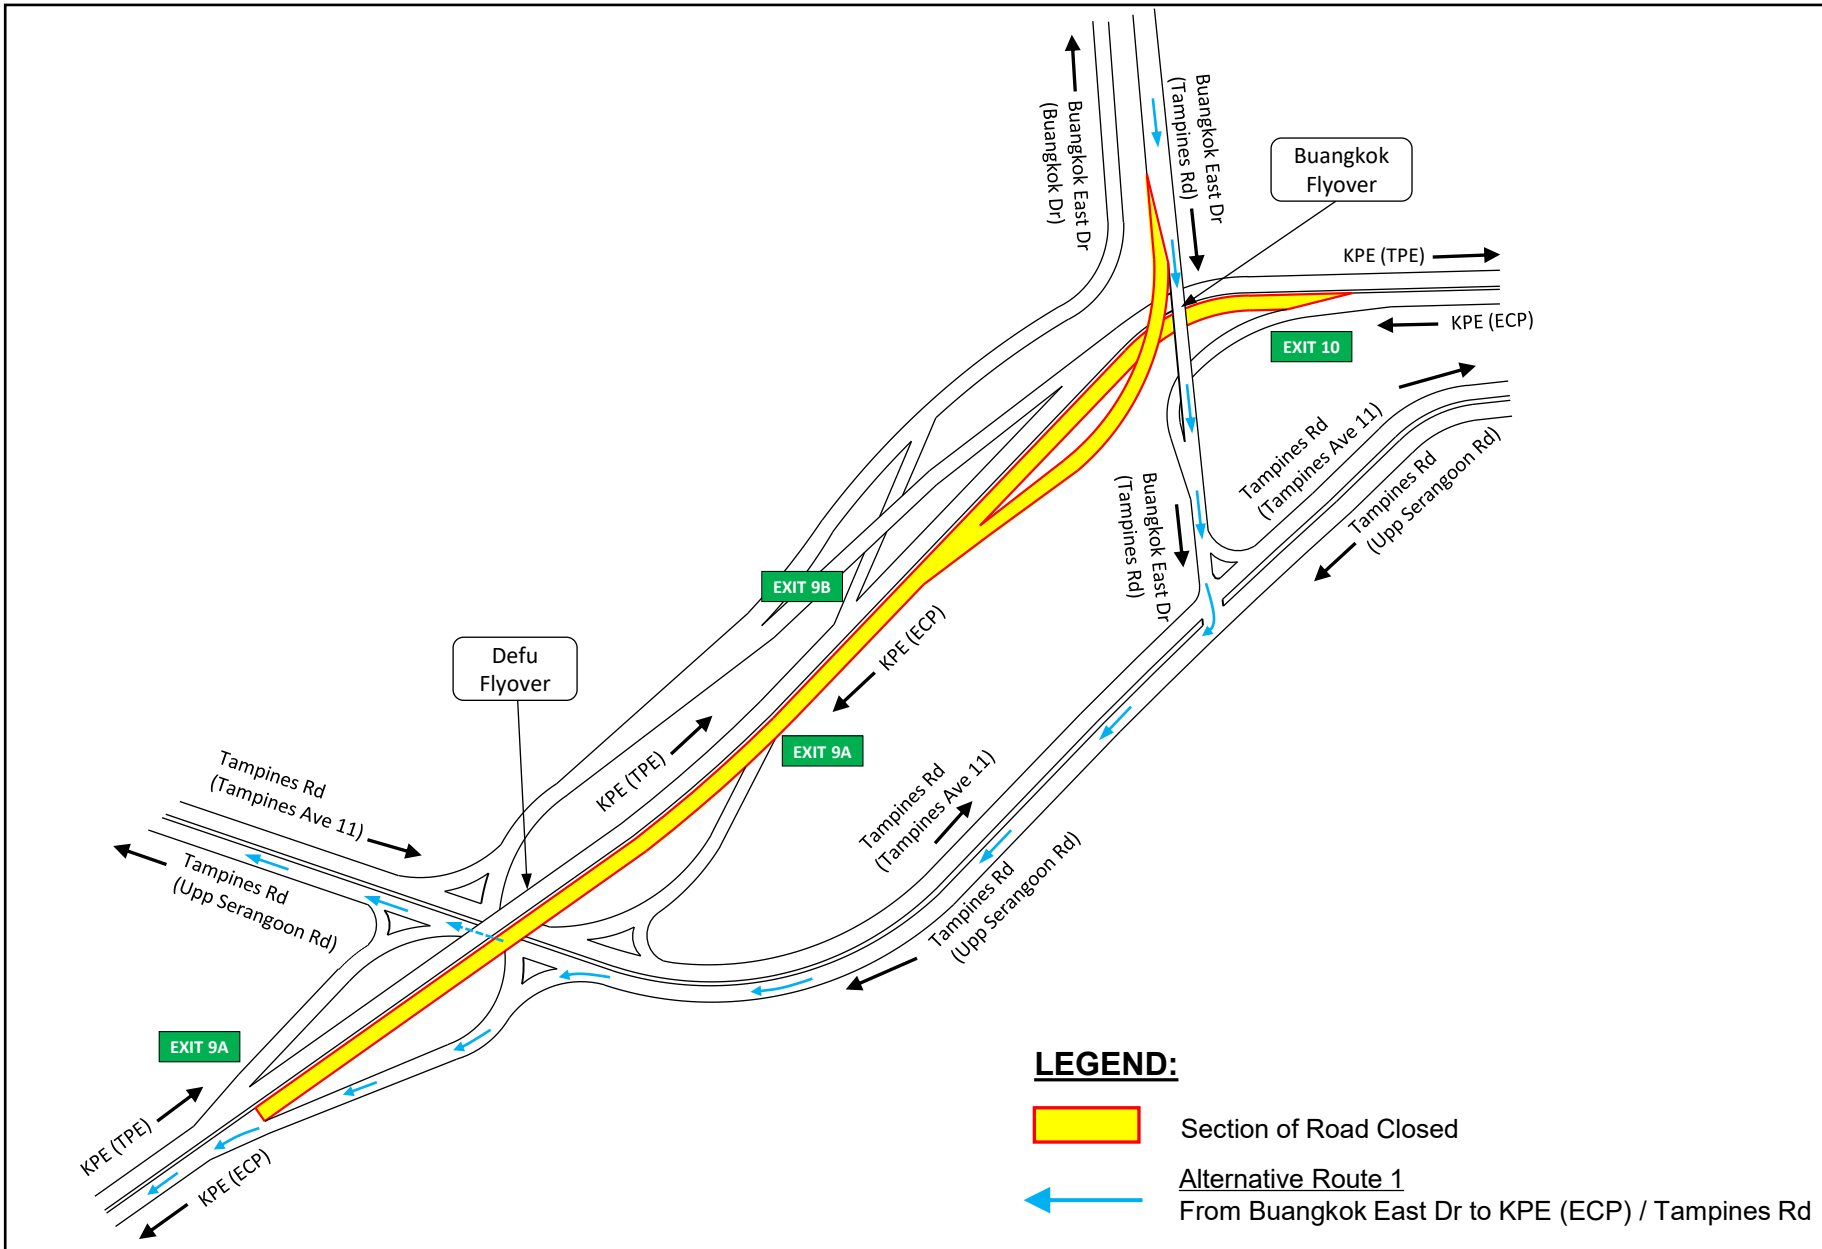 Buangkok East Dr
(Buangkok Dr)
Buangkok East Dr
(Tampines Rd)
Buangkok
Flyover
KPE (TPE)
KPE (ECP)
EXIT 10
Tampines Rd
(Tampines Ave 11)
Tampines Rd
(Upp Serangoon Rd)
Buangkok East Dr
(Tampines Rd)
EXIT 9B
KPE (ECP)
Defu
Flyover
EXIT 9A
KPE (TPE)
Tampines Rd
(Tampines Ave 11)
Tampines Rd
(Upp Serangoon Rd)
Tampines Rd
(Tampines Ave 11)
Tampines Rd
(Upp Serangoon Rd)
EXIT 9A
KPE (TPE)
KPE (ECP)
LEGEND:
Section of Road Closed
Alternative Route 1
From Buangkok East Dr to KPE (ECP) / Tampines Rd